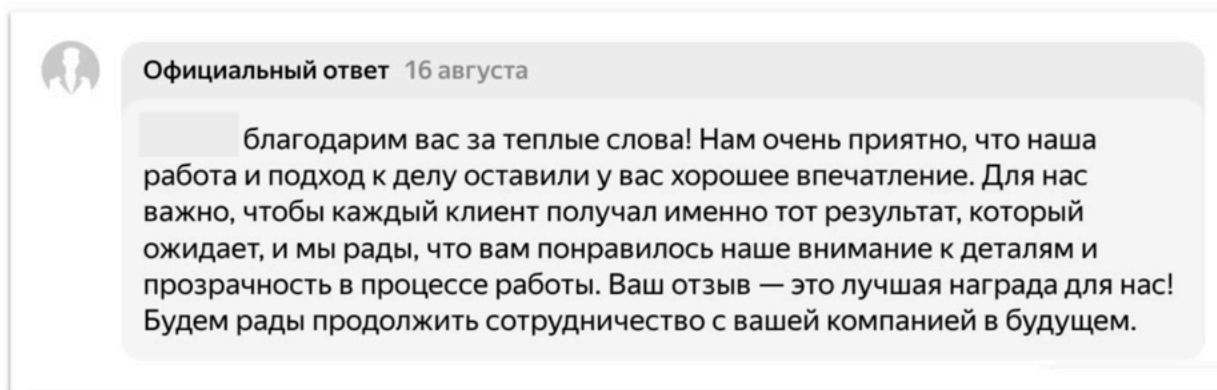 Официальный ответ 16 августа
благодарим вас за теплые слова! Нам очень приятно, что наша
работа и подход к делу оставили у вас хорошее впечатление. Для нас
важно, чтобы каждый клиент получал именно тот результат, который
ожидает, и мы рады, что вам понравилось наше внимание к деталям и
прозрачность в процессе работы. Ваш отзыв — это лучшая награда для нас!
Будем рады продолжить сотрудничество с вашей компанией в будущем.